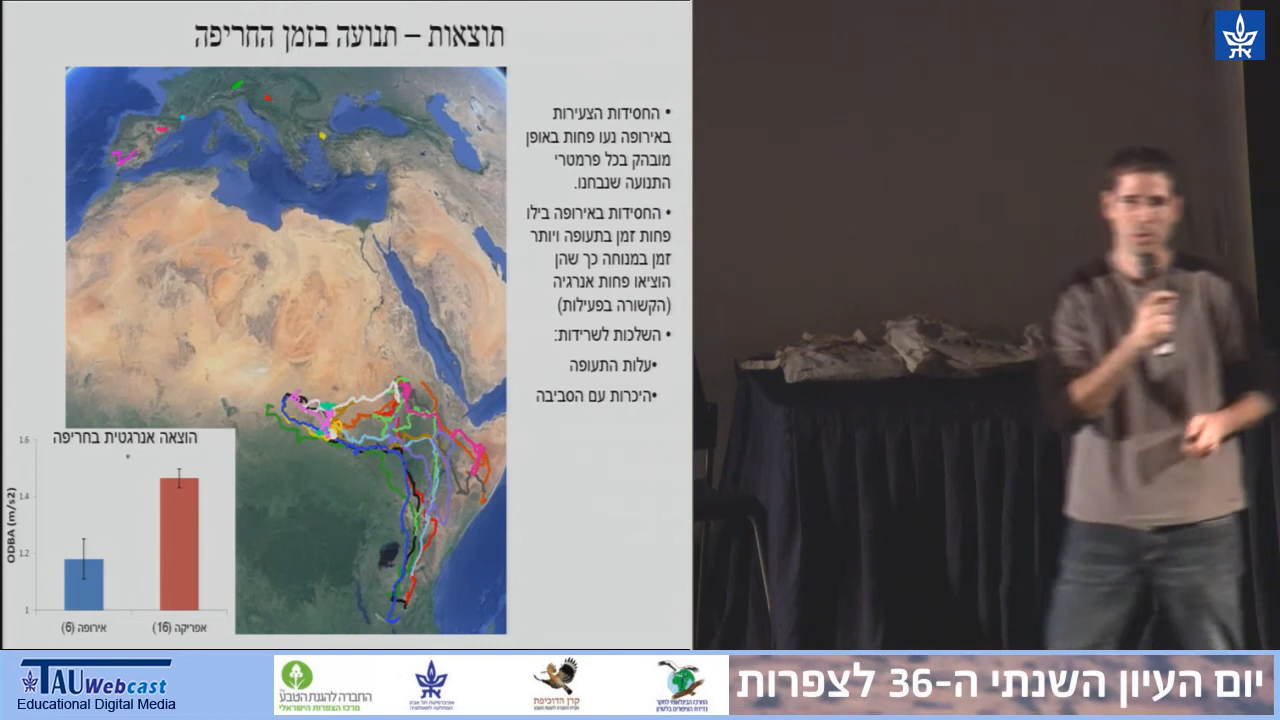 תוצאות – תנועה בזמן החריפה
• החסידות הצעירות
באירופה נעו פחות באופן
מובהק בכל פרמטרי
התנועה שנבחנו.
• החסידות באירופה בילו
פחות זמן בתעופה ויותר
זמן במנוחה כך שהן
הוציאו פחות אנרגיה
(הקשורה בפעילות)
• השלכות לשרידות:
•עלות התעופה
•היכרות עם הסביבה
הוצאה אנרגטית בחריפה
*
ODBA (m/s2)
1.6
1.4
1.2
1
אירופה (6)
אפריקה (16)
TAU Webcast
Educational Digital Media
החברה להגנת הטבע
מרכז הצפרות הישראלי
קרן הדוכיפת
יום העיון השנתי ה-36 לצפרות